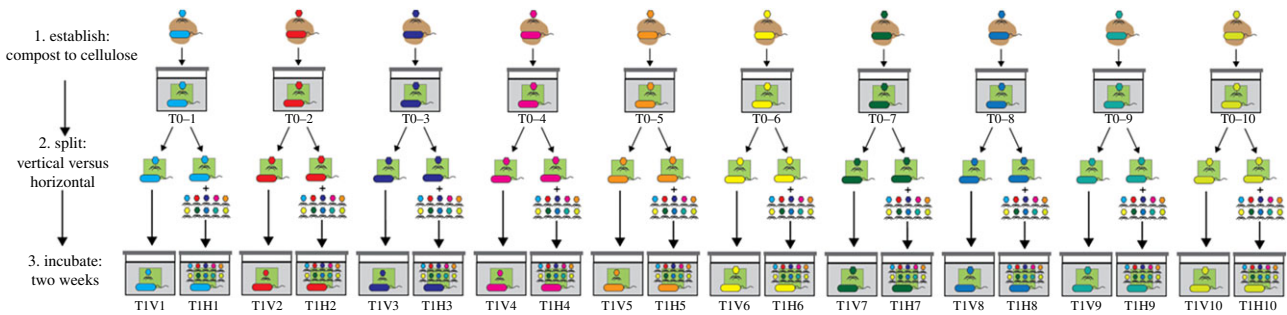 1. establish:
compost to cellulose
T0–1 T0–2 T0–3 T0–4 T0–5 T0–6 T0–7 T0–8 T0–9 T0–10
2. split:
vertical versus
horizontal
+ + + + + + + + + +
3. incubate:
two weeks
T1V1 T1H1 T1V2 T1H2 T1V3 T1H3 T1V4 T1H4 T1V5 T1H5 T1V6 T1H6 T1V7 T1H7 T1V8 T1H8 T1V9 T1H9 T1V10 T1H10